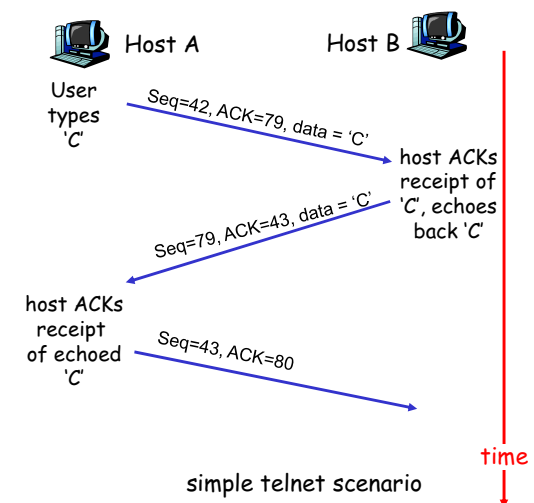 Host A
Host B
User
types
‘C’
Seq=42, ACK=79, data = ‘C’
host ACKs
receipt of
‘C’, echoes
back ‘C’
Seq=79, ACK=43, data = ‘C’
host ACKs
receipt
of echoed
‘C’
Seq=43, ACK=80
time
simple telnet scenario